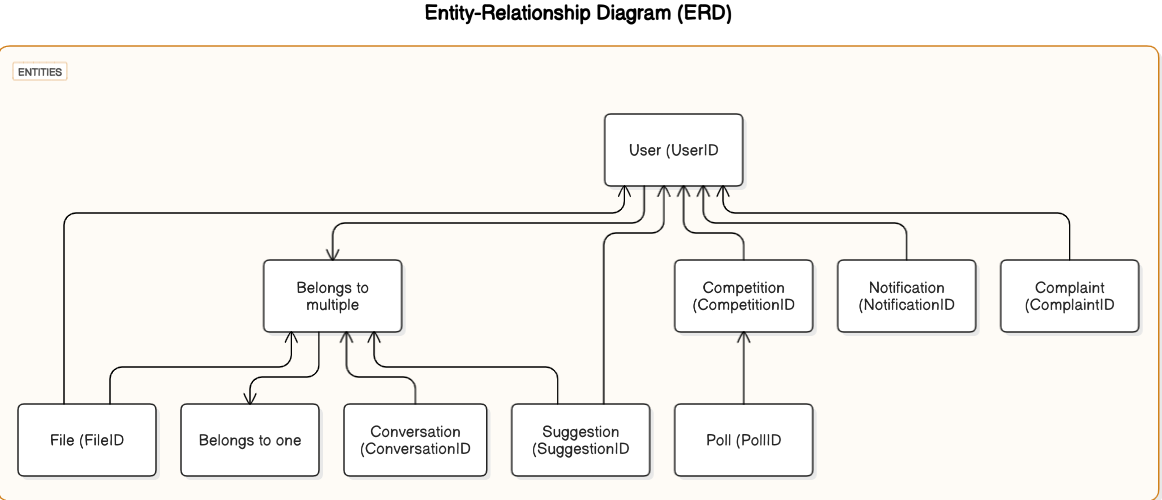 Entity-Relationship Diagram (ERD)
ENTITIES
User (UserID
Belongs to
multiple
Competition
(CompetitionID
Notification
(NotificationID
Complaint
(ComplaintID
File (FileID
Belongs to one
Conversation
(ConversationID
Suggestion
(SuggestionID
Poll (PollID